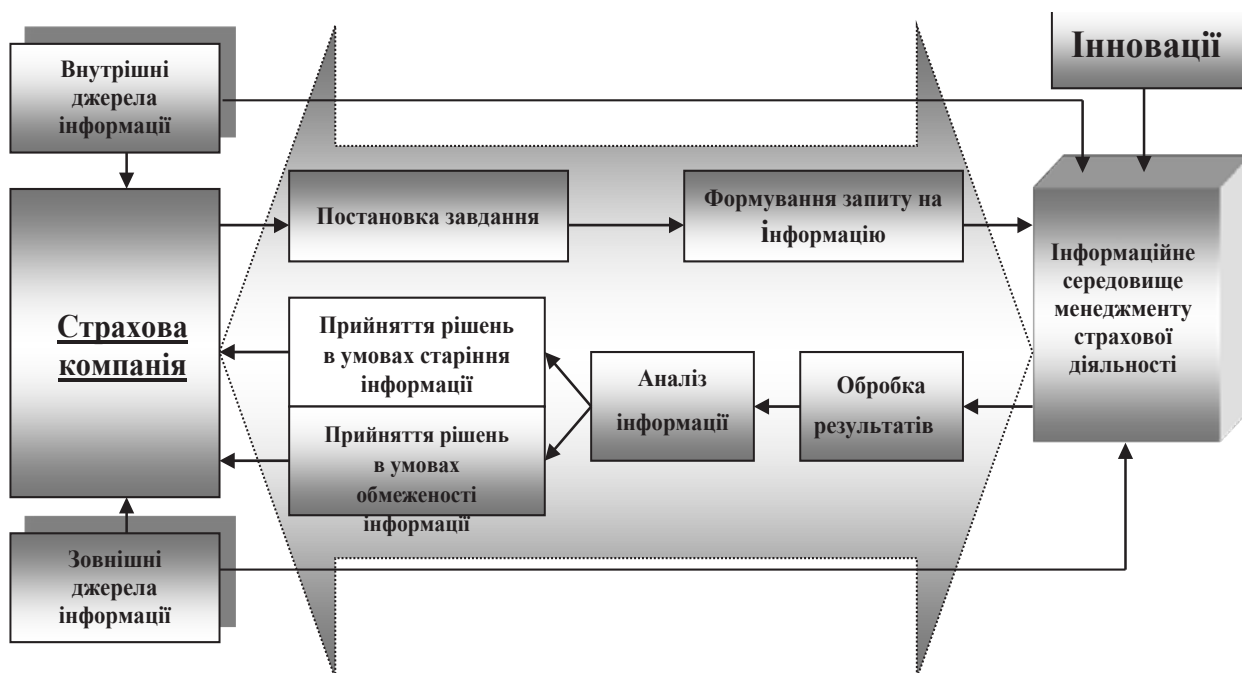 Внутрішні
джерела
інформації
Інновації
Постановка завдання
Формування запиту на
інформацію
Страхова
компанія
Інформаційне
середовище
менеджменту
страхової
діяльності
Прийняття рішень
в умовах старіння
інформації
Аналіз
інформації
Обробка
результатів
Прийняття рішень
в умовах
обмеженості
інформації
Зовнішні
джерела
інформації